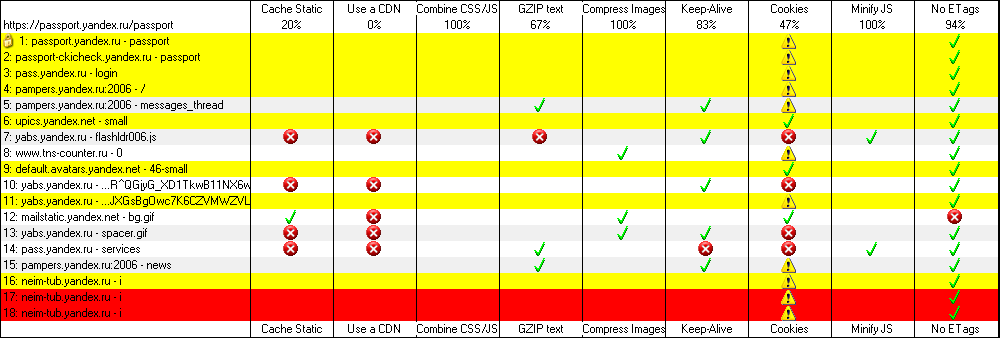 Cache Static Use a CDN Combine CSS/JS GZIP text Compress Images Keep-Alive Cookies Minify JS No ETags
https://passport.yandex.ru/passport 20% 0% 100% 67% 100% 83% 47% 100% 94%
1: passport.yandex.ru - passport
2: passport-ckicheck.yandex.ru - passport
3: pass.yandex.ru - login
4: pampers.yandex.ru:2006 - /
5: pampers.yandex.ru:2006 - messages_thread
6: upics.yandex.net - small
7: yabs.yandex.ru - flashldr006.js
8: www.tns-counter.ru - 0
9: default.avatars.yandex.net - 46-small
10: yabs.yandex.ru - ...R^QGjyG_XD1TkwB11NX6w
11: yabs.yandex.ru - ...JXGsBgOwc7K6CZVMWZVL
12: mailstatic.yandex.net - bg.gif
13: yabs.yandex.ru - spacer.gif
14: pass.yandex.ru - services
15: pampers.yandex.ru:2006 - news
16: neim-tub.yandex.ru - i
17: neim-tub.yandex.ru - i
18: neim-tub.yandex.ru - i
Cache Static Use a CDN Combine CSS/JS GZIP text Compress Images Keep-Alive Cookies Minify JS No ETags